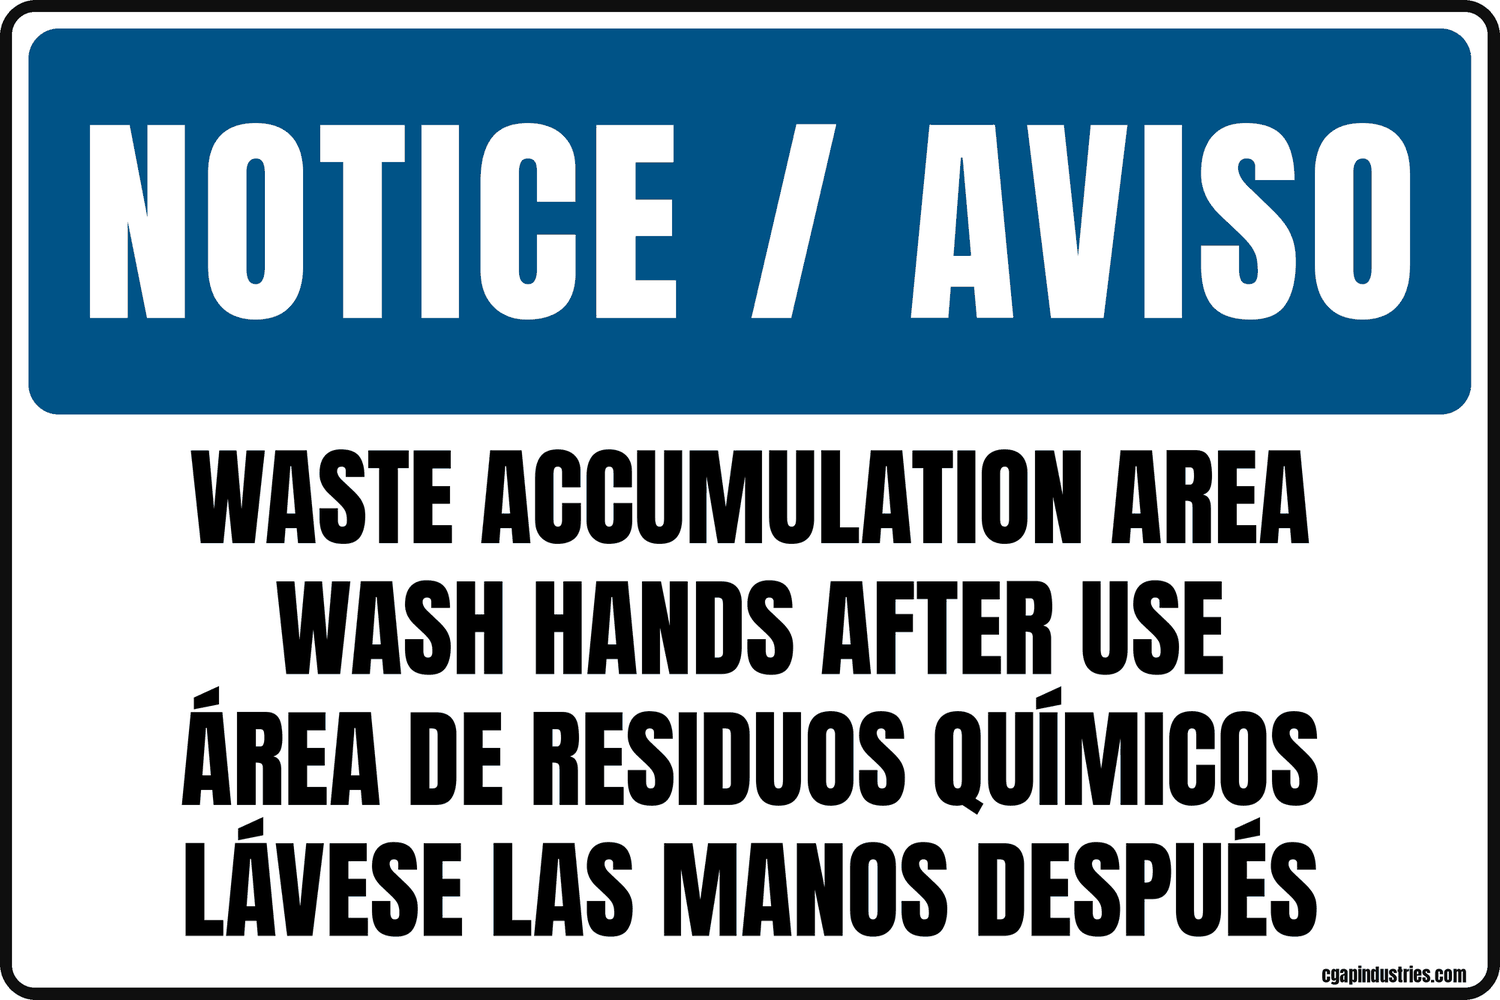 NOTICE / AVISO
WASTE ACCUMULATION AREA
WASH HANDS AFTER USE
ÁREA DE RESIDUOS QUÍMICOS
LÁVESE LAS MANOS DESPUÉS
cgapindustries.com